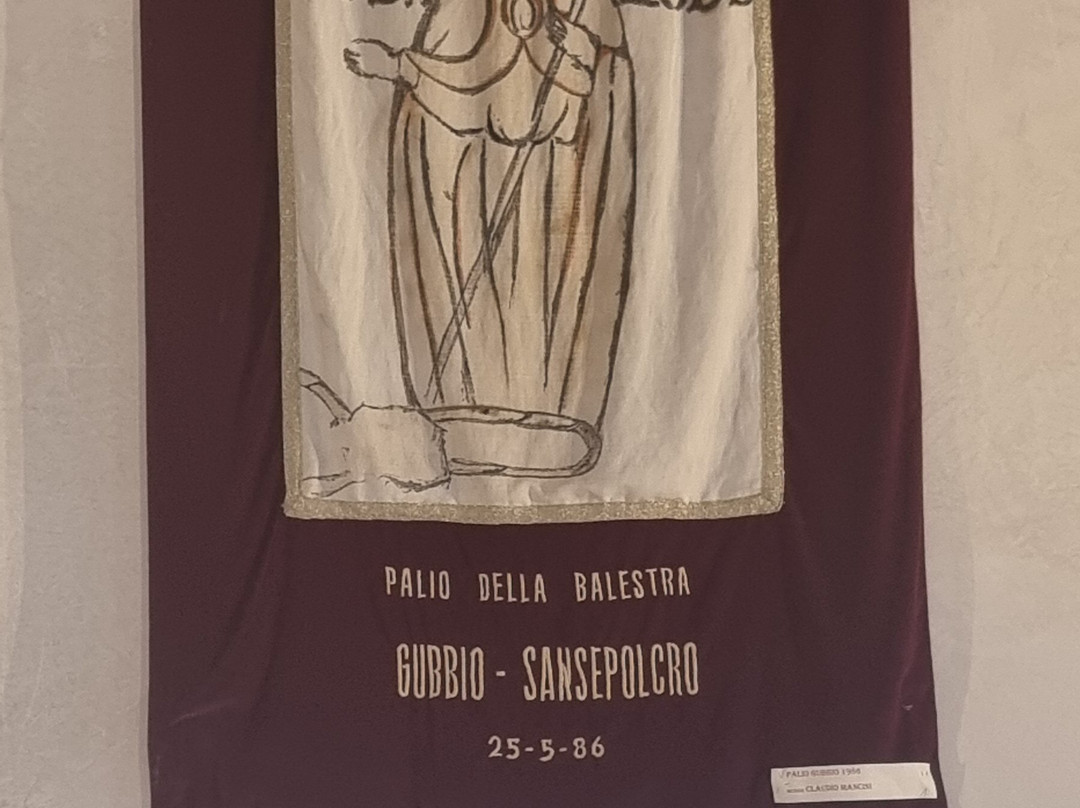 PALIO DELLA BALESTRA
GUBBIO - SANSEPOLCRO
25-5-86
PALIO GUBBIO 1986
CLAUDIO MANCINI